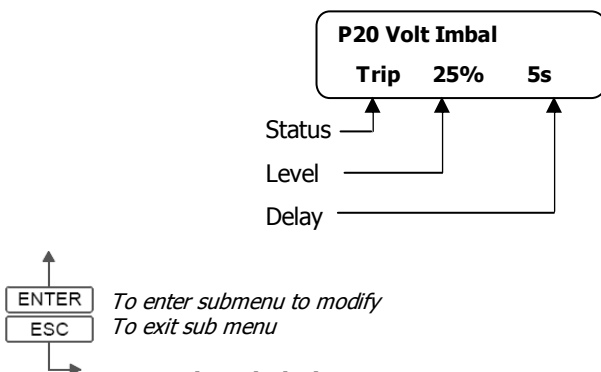 P20 Volt Imbal
Trip 25% 5s
Status
Level
Delay
ENTER To enter submenu to modify
ESC To exit sub menu